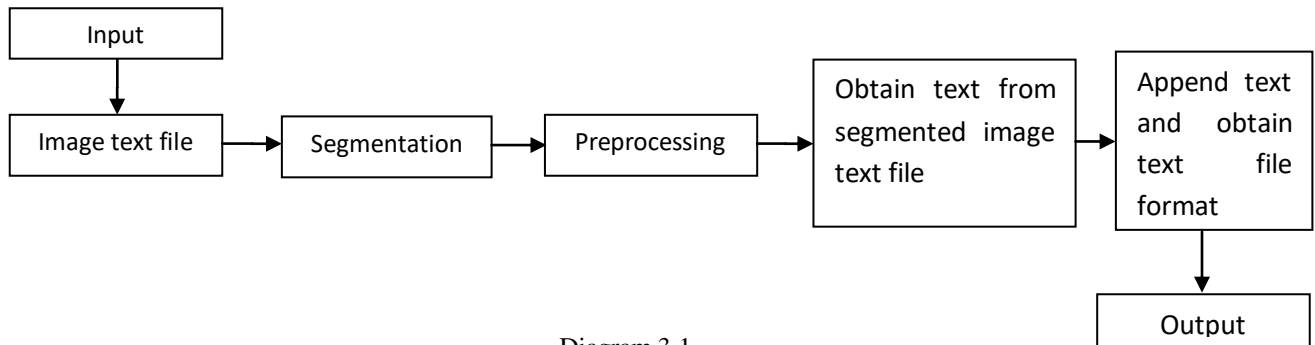 Input
Image text file
Segmentation
Preprocessing
Obtain text from
segmented image
text file
Append text
and obtain
text file
format
Output
Diagram 3.1